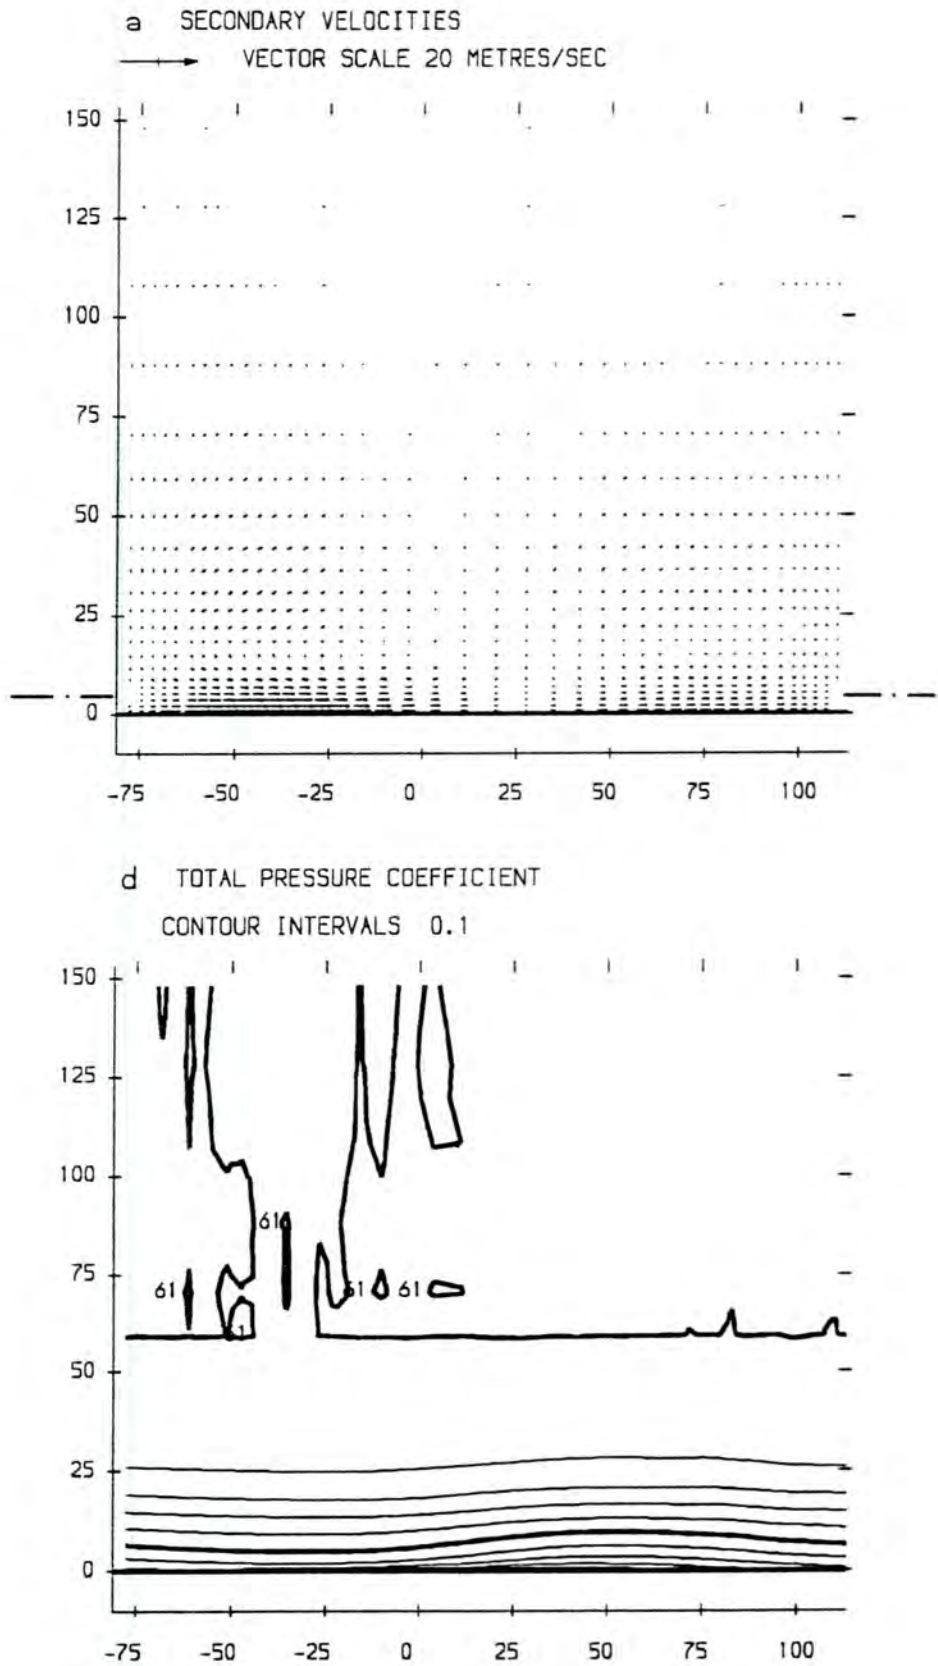 a SECONDARY VELOCITIES
VECTOR SCALE 20 METRES/SEC
150
125
100
75
50
25
0
-75 -50 -25 0 25 50 75 100
d TOTAL PRESSURE COEFFICIENT
CONTOUR INTERVALS 0.1
150
125
100
61
75
61 61 61
61
50
25
0
-75 -50 -25 0 25 50 75 100